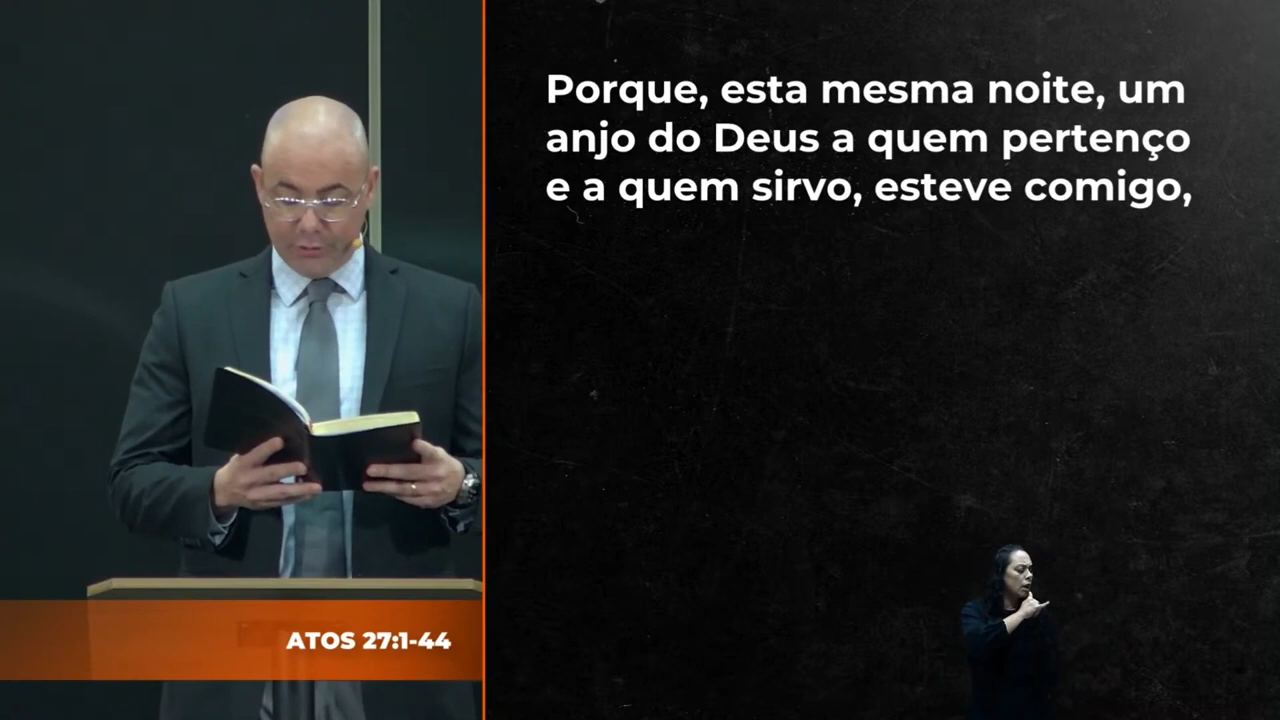 Porque, esta mesma noite, um
anjo do Deus a quem pertenço
e a quem sirvo, esteve comigo,
ATOS 27:1-44